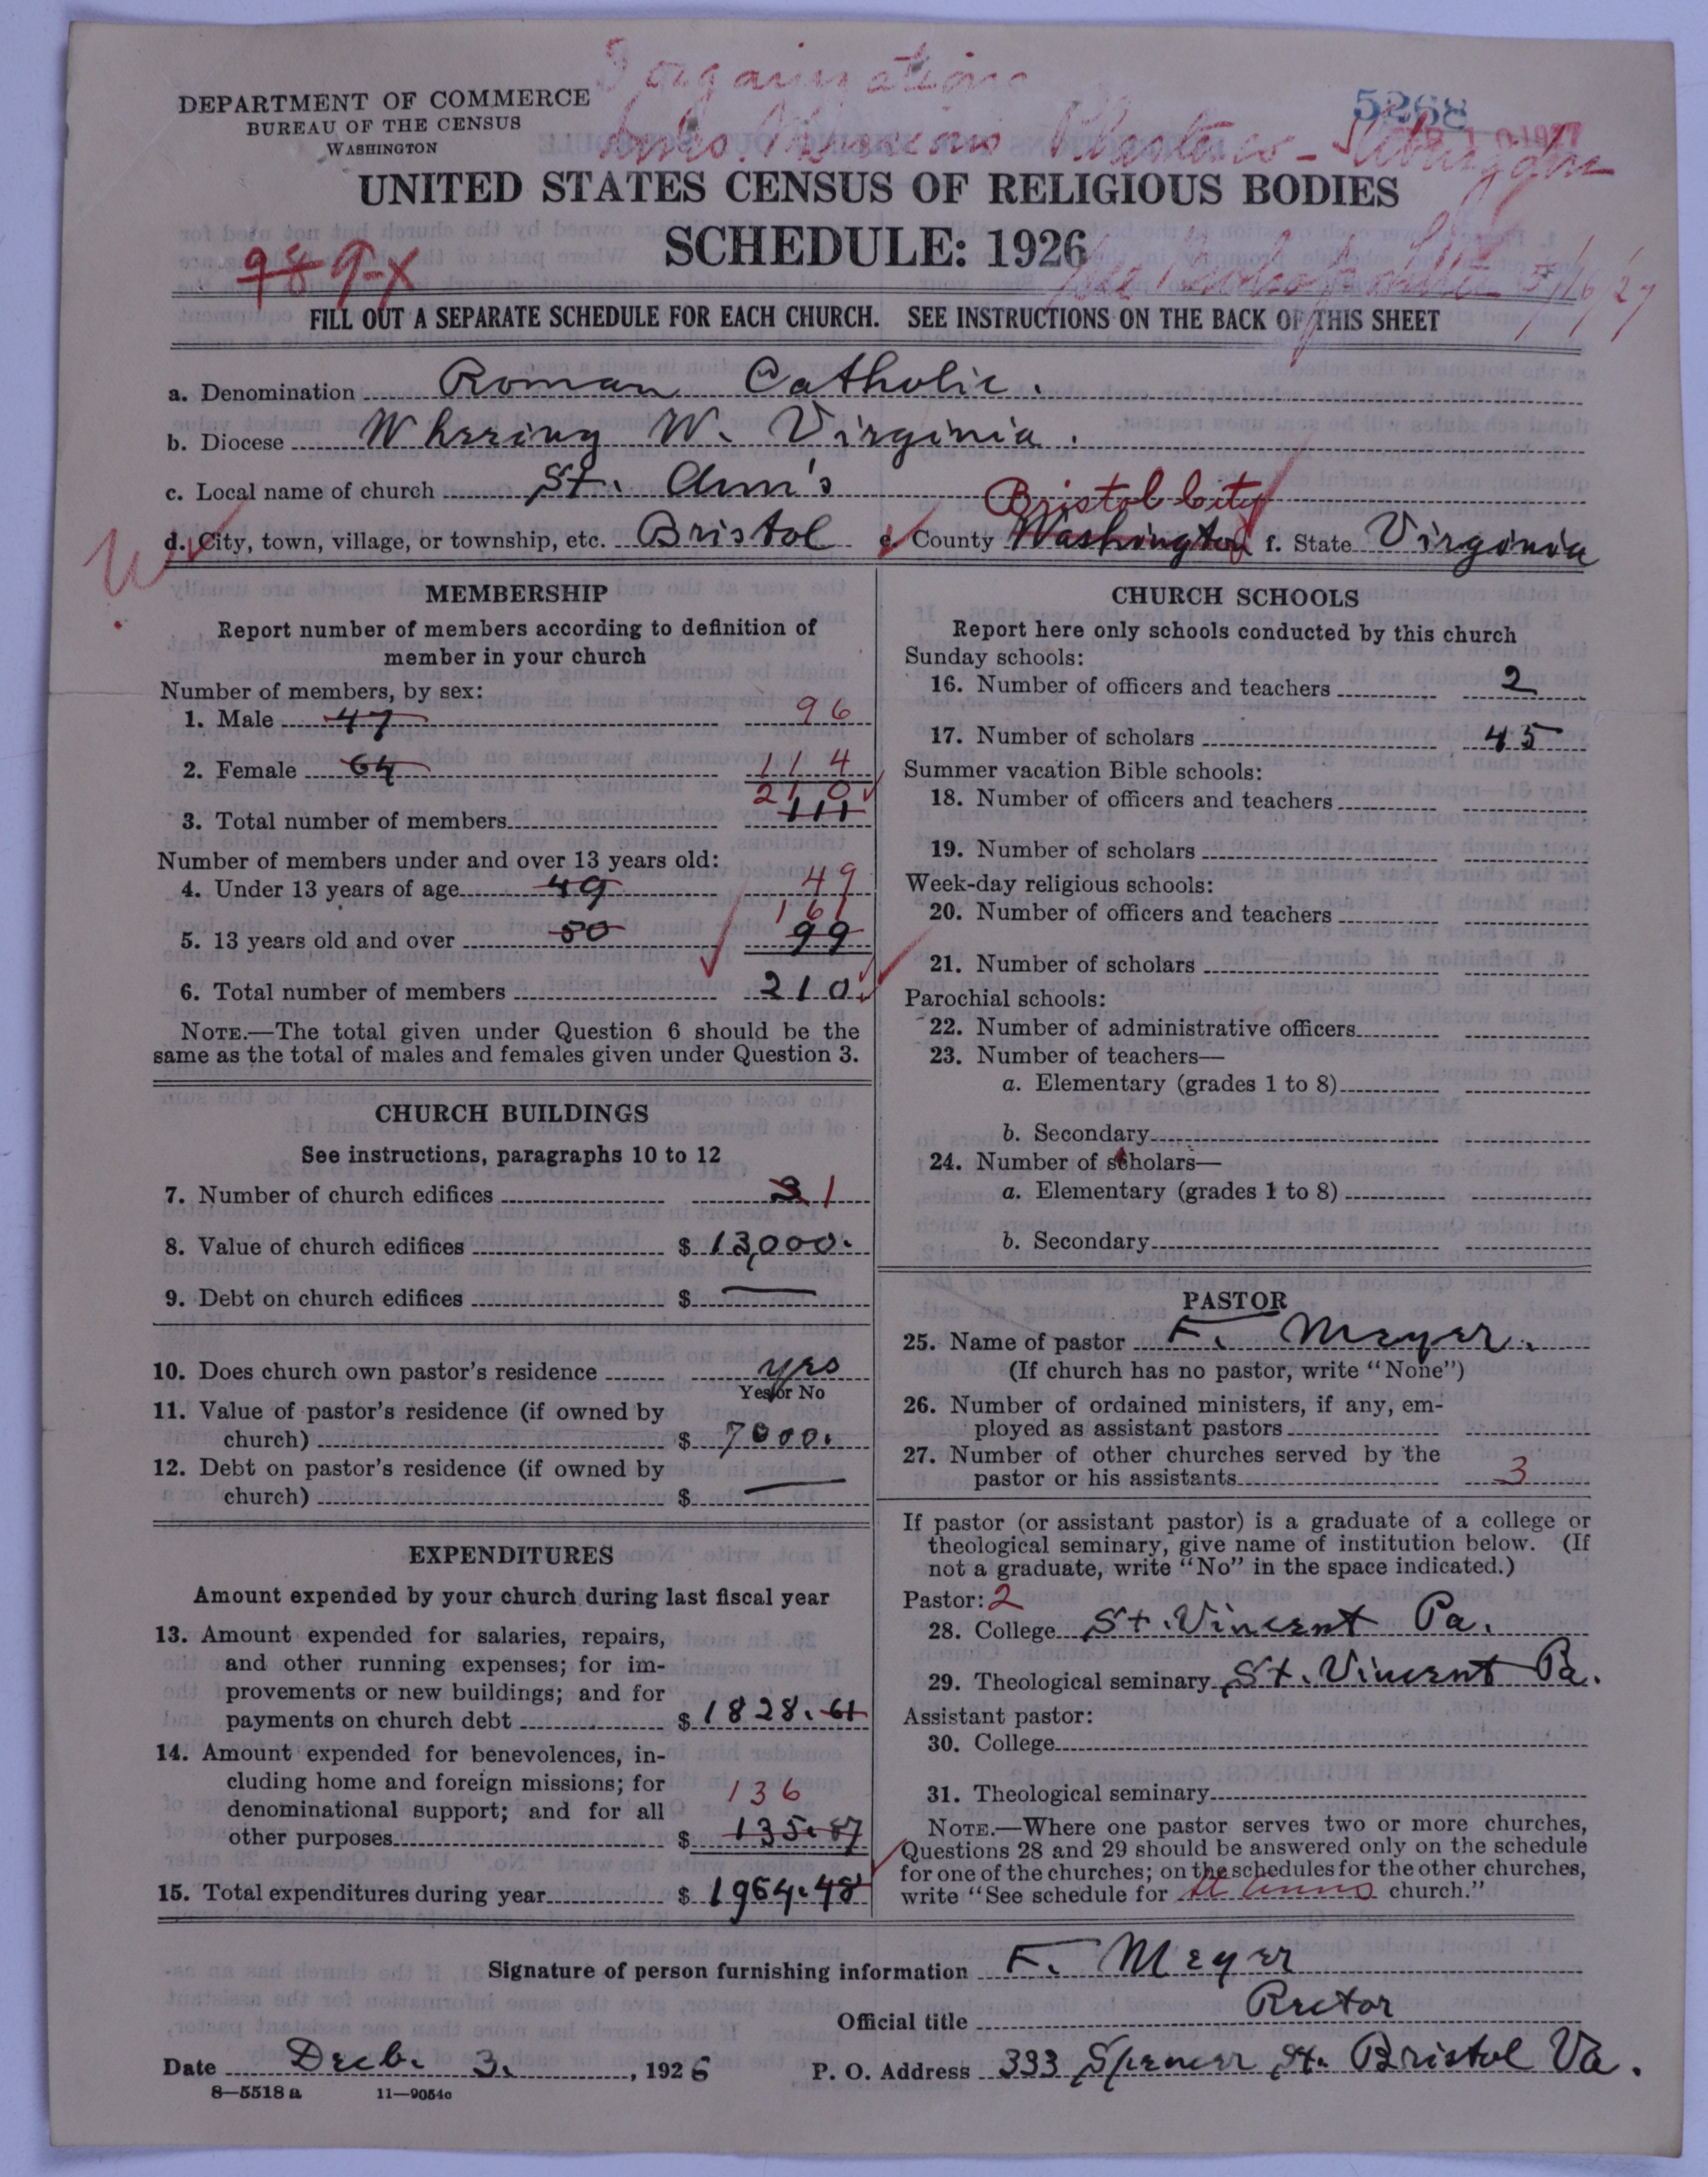 3 organizations
5268
DEPARTMENT OF COMMERCE
BUREAU OF THE CENSUS
WASHINGTON
1927
UNITED STATES CENSUS OF RELIGIOUS BODIES
SCHEDULE: 1926
989-X
See 5/16/27
FILL OUT A SEPARATE SCHEDULE FOR EACH CHURCH. SEE INSTRUCTIONS ON THE BACK OF THIS SHEET
a. Denomination Roman Catholic.
b. Diocese Wheeling W. Virginia.
c. Local name of church St. Ann's
Bristol City
d. City, town, village, or township, etc. Bristol e. County Washington f. State Virginia
W
MEMBERSHIP
Report number of members according to definition of
member in your church
Number of members, by sex:
1. Male 47 96
2. Female 64 114
210
3. Total number of members 111
Number of members under and over 13 years old:
4. Under 13 years of age 49 49
161
5. 13 years old and over 50 99
6. Total number of members 210
NOTE.—The total given under Question 6 should be the
same as the total of males and females given under Question 3.
CHURCH BUILDINGS
See instructions, paragraphs 10 to 12
7. Number of church edifices 3 1
8. Value of church edifices $ 13,000.
9. Debt on church edifices $ —
10. Does church own pastor's residence yes
Yes or No
11. Value of pastor's residence (if owned by
church) $ 7000.
12. Debt on pastor's residence (if owned by
church) $ —
EXPENDITURES
Amount expended by your church during last fiscal year
13. Amount expended for salaries, repairs,
and other running expenses; for im-
provements or new buildings; and for
payments on church debt $ 1828.61
14. Amount expended for benevolences, in-
cluding home and foreign missions; for
136
denominational support; and for all
other purposes $ 135.87
15. Total expenditures during year $ 1964.48
CHURCH SCHOOLS
Report here only schools conducted by this church
Sunday schools:
16. Number of officers and teachers 2
17. Number of scholars 45
Summer vacation Bible schools:
18. Number of officers and teachers
19. Number of scholars
Week-day religious schools:
20. Number of officers and teachers
21. Number of scholars
Parochial schools:
22. Number of administrative officers
23. Number of teachers—
a. Elementary (grades 1 to 8)
b. Secondary
24. Number of scholars—
a. Elementary (grades 1 to 8)
b. Secondary
PASTOR
25. Name of pastor F. Meyer.
(If church has no pastor, write "None")
26. Number of ordained ministers, if any, em-
ployed as assistant pastors
27. Number of other churches served by the
pastor or his assistants 3
If pastor (or assistant pastor) is a graduate of a college or
theological seminary, give name of institution below. (If
not a graduate, write "No" in the space indicated.)
Pastor: 2
28. College St. Vincent Pa.
29. Theological seminary St. Vincent Pa.
Assistant pastor:
30. College
31. Theological seminary
NOTE.—Where one pastor serves two or more churches,
Questions 28 and 29 should be answered only on the schedule
for one of the churches; on the schedules for the other churches,
write "See schedule for St Anns church."
Signature of person furnishing information F. Meyer
Official title Rector
Date Decb. 3., 1926 P. O. Address 333 Spencer St. Bristol Va.
8—5518 a 11—9054c